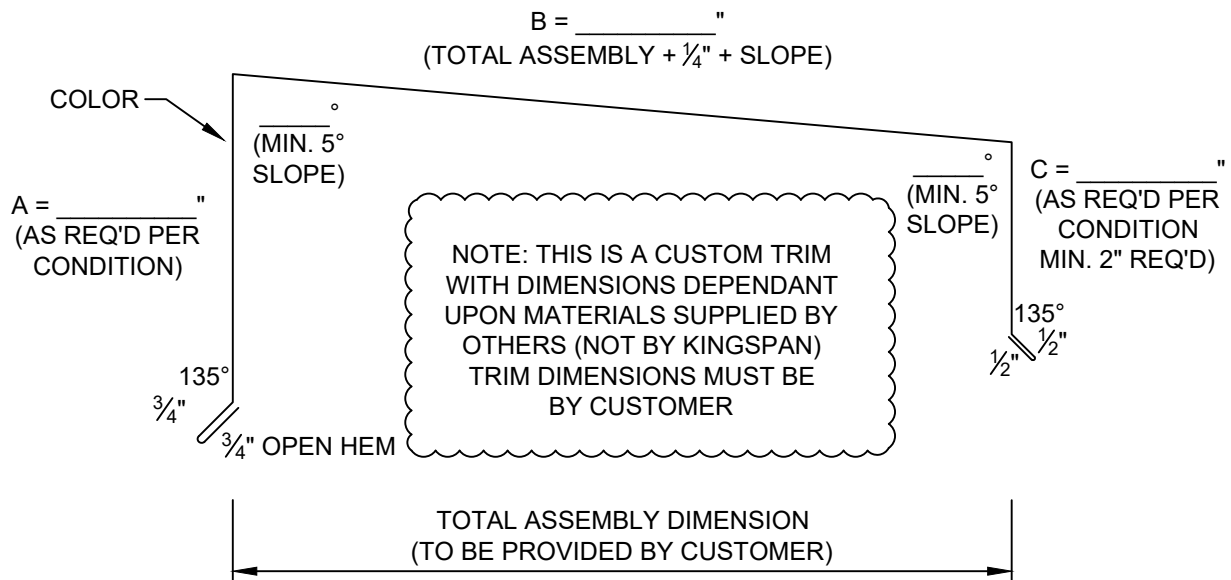 B = __________"
(TOTAL ASSEMBLY + ¼" + SLOPE)
COLOR
_____°
(MIN. 5°
SLOPE)
_____°
(MIN. 5°
SLOPE)
A = __________"
(AS REQ'D PER
CONDITION)
C = __________"
(AS REQ'D PER
CONDITION
MIN. 2" REQ'D)
NOTE: THIS IS A CUSTOM TRIM
WITH DIMENSIONS DEPENDANT
UPON MATERIALS SUPPLIED BY
OTHERS (NOT BY KINGSPAN)
TRIM DIMENSIONS MUST BE
BY CUSTOMER
135°
¾"
¾" OPEN HEM
135°
½"
½"
TOTAL ASSEMBLY DIMENSION
(TO BE PROVIDED BY CUSTOMER)